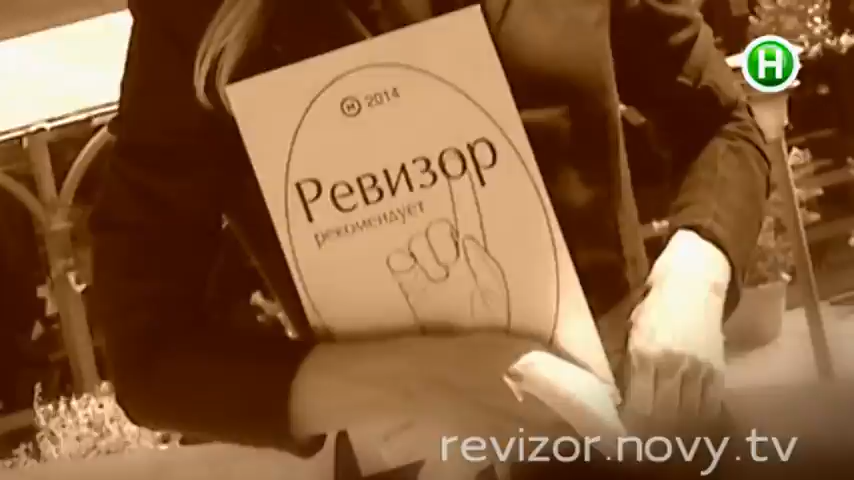 Н
Н 2014
Ревизор
рекомендует
revizor.novy.tv